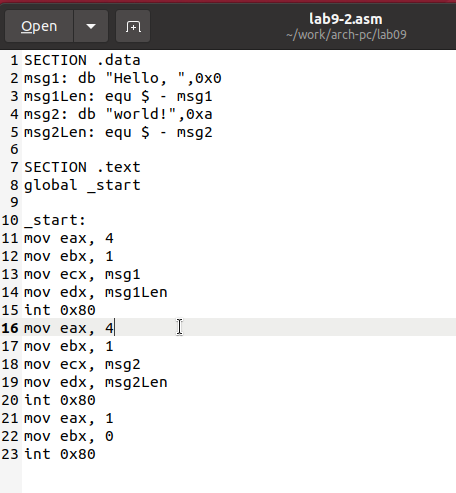 Open
lab9-2.asm
~/work/arch-pc/lab09
1 SECTION .data
2 msg1: db "Hello, ",0x0
3 msg1Len: equ $ - msg1
4 msg2: db "world!",0xa
5 msg2Len: equ $ - msg2
6
7 SECTION .text
8 global _start
9
10 _start:
11 mov eax, 4
12 mov ebx, 1
13 mov ecx, msg1
14 mov edx, msg1Len
15 int 0x80
16 mov eax, 4
17 mov ebx, 1
18 mov ecx, msg2
19 mov edx, msg2Len
20 int 0x80
21 mov eax, 1
22 mov ebx, 0
23 int 0x80